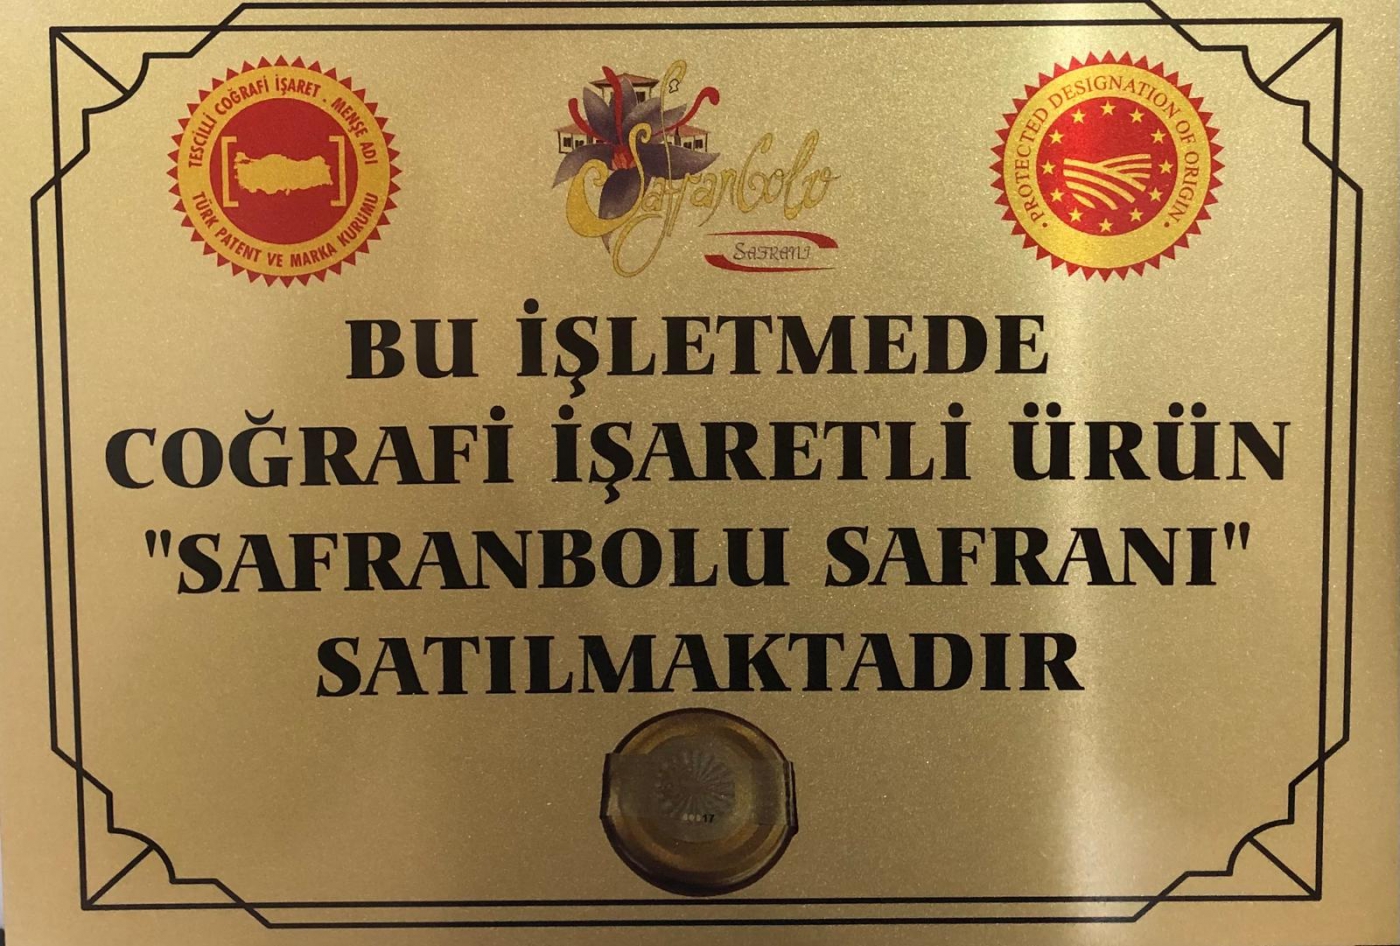 TESCİLLİ COĞRAFİ İŞARET . MENŞE ADI
TÜRK PATENT VE MARKA KURUMU
Safranbolu
SAFRANI
PROTECTED DESIGNATION OF ORIGIN
BU İŞLETMEDE
COĞRAFİ İŞARETLİ ÜRÜN
"SAFRANBOLU SAFRANI"
SATILMAKTADIR